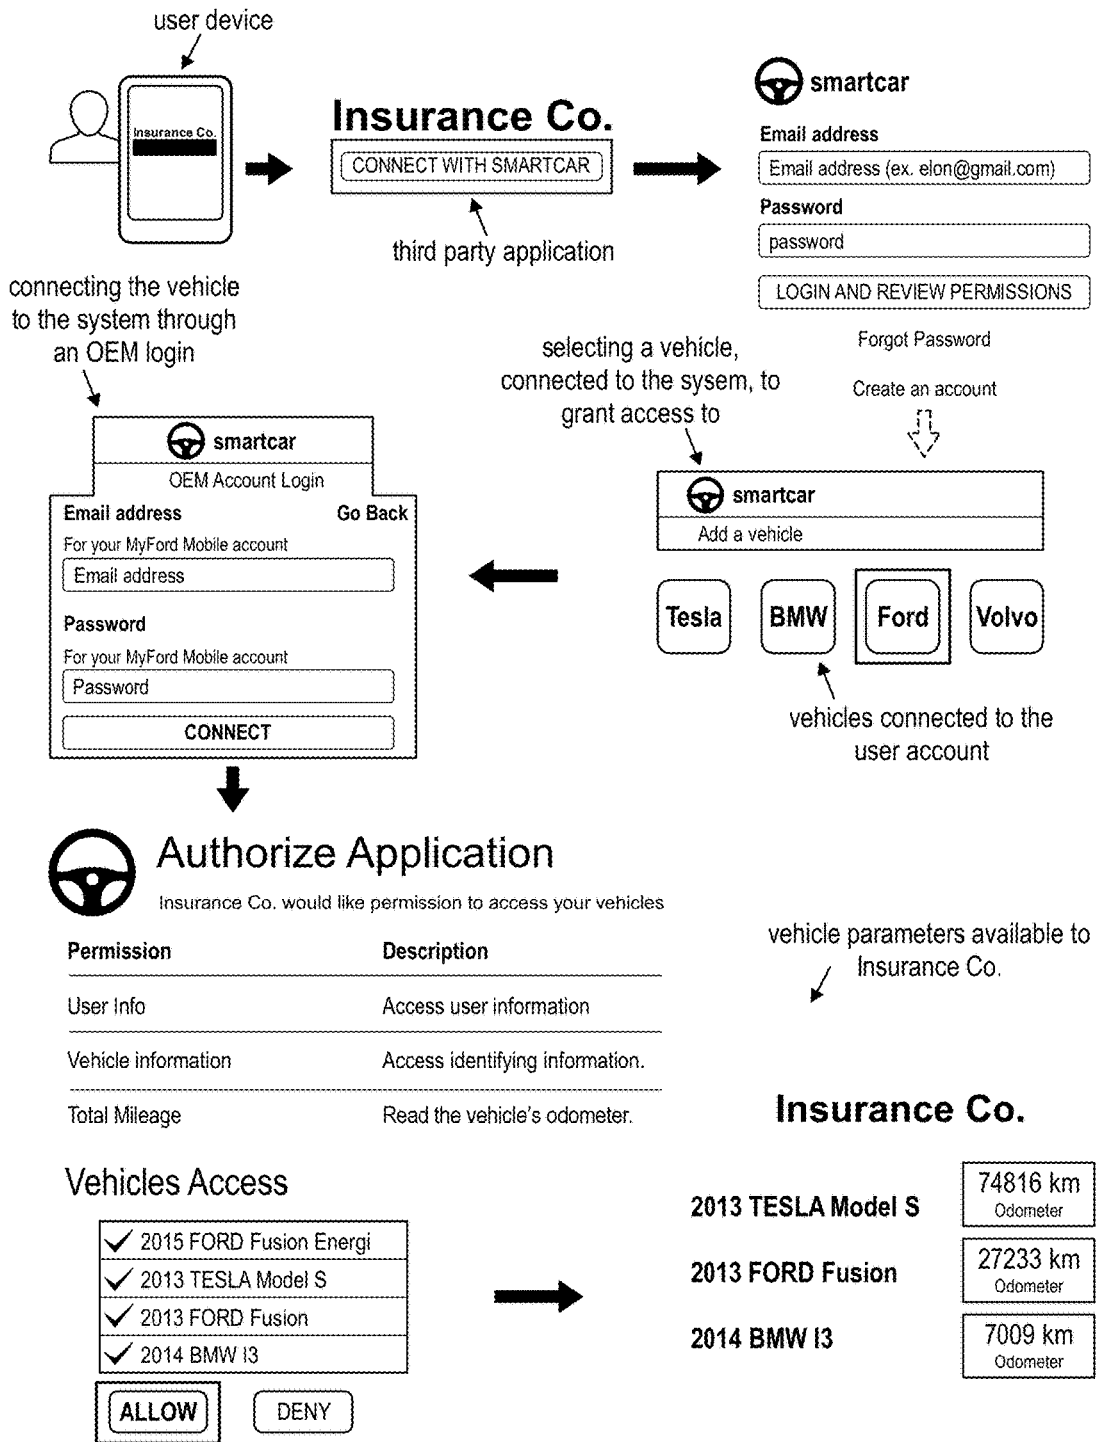 user device
Insurance Co.
Insurance Co.
CONNECT WITH SMARTCAR
third party application
smartcar
Email address
Email address (ex. elon@gmail.com)
Password
password
LOGIN AND REVIEW PERMISSIONS
Forgot Password
Create an account
connecting the vehicle
to the system through
an OEM login
selecting a vehicle,
connected to the sysem, to
grant access to
smartcar
Add a vehicle
Tesla
BMW
Ford
Volvo
vehicles connected to the
user account
smartcar
OEM Account Login
Email address Go Back
For your MyFord Mobile account
Email address
Password
For your MyFord Mobile account
Password
CONNECT
Authorize Application
Insurance Co. would like permission to access your vehicles
Permission Description
User Info Access user information
Vehicle information Access identifying information.
Total Mileage Read the vehicle's odometer.
Vehicles Access
2015 FORD Fusion Energi
2013 TESLA Model S
2013 FORD Fusion
2014 BMW I3
ALLOW DENY
vehicle parameters available to
Insurance Co.
Insurance Co.
2013 TESLA Model S 74816 km
Odometer
2013 FORD Fusion 27233 km
Odometer
2014 BMW I3 7009 km
Odometer